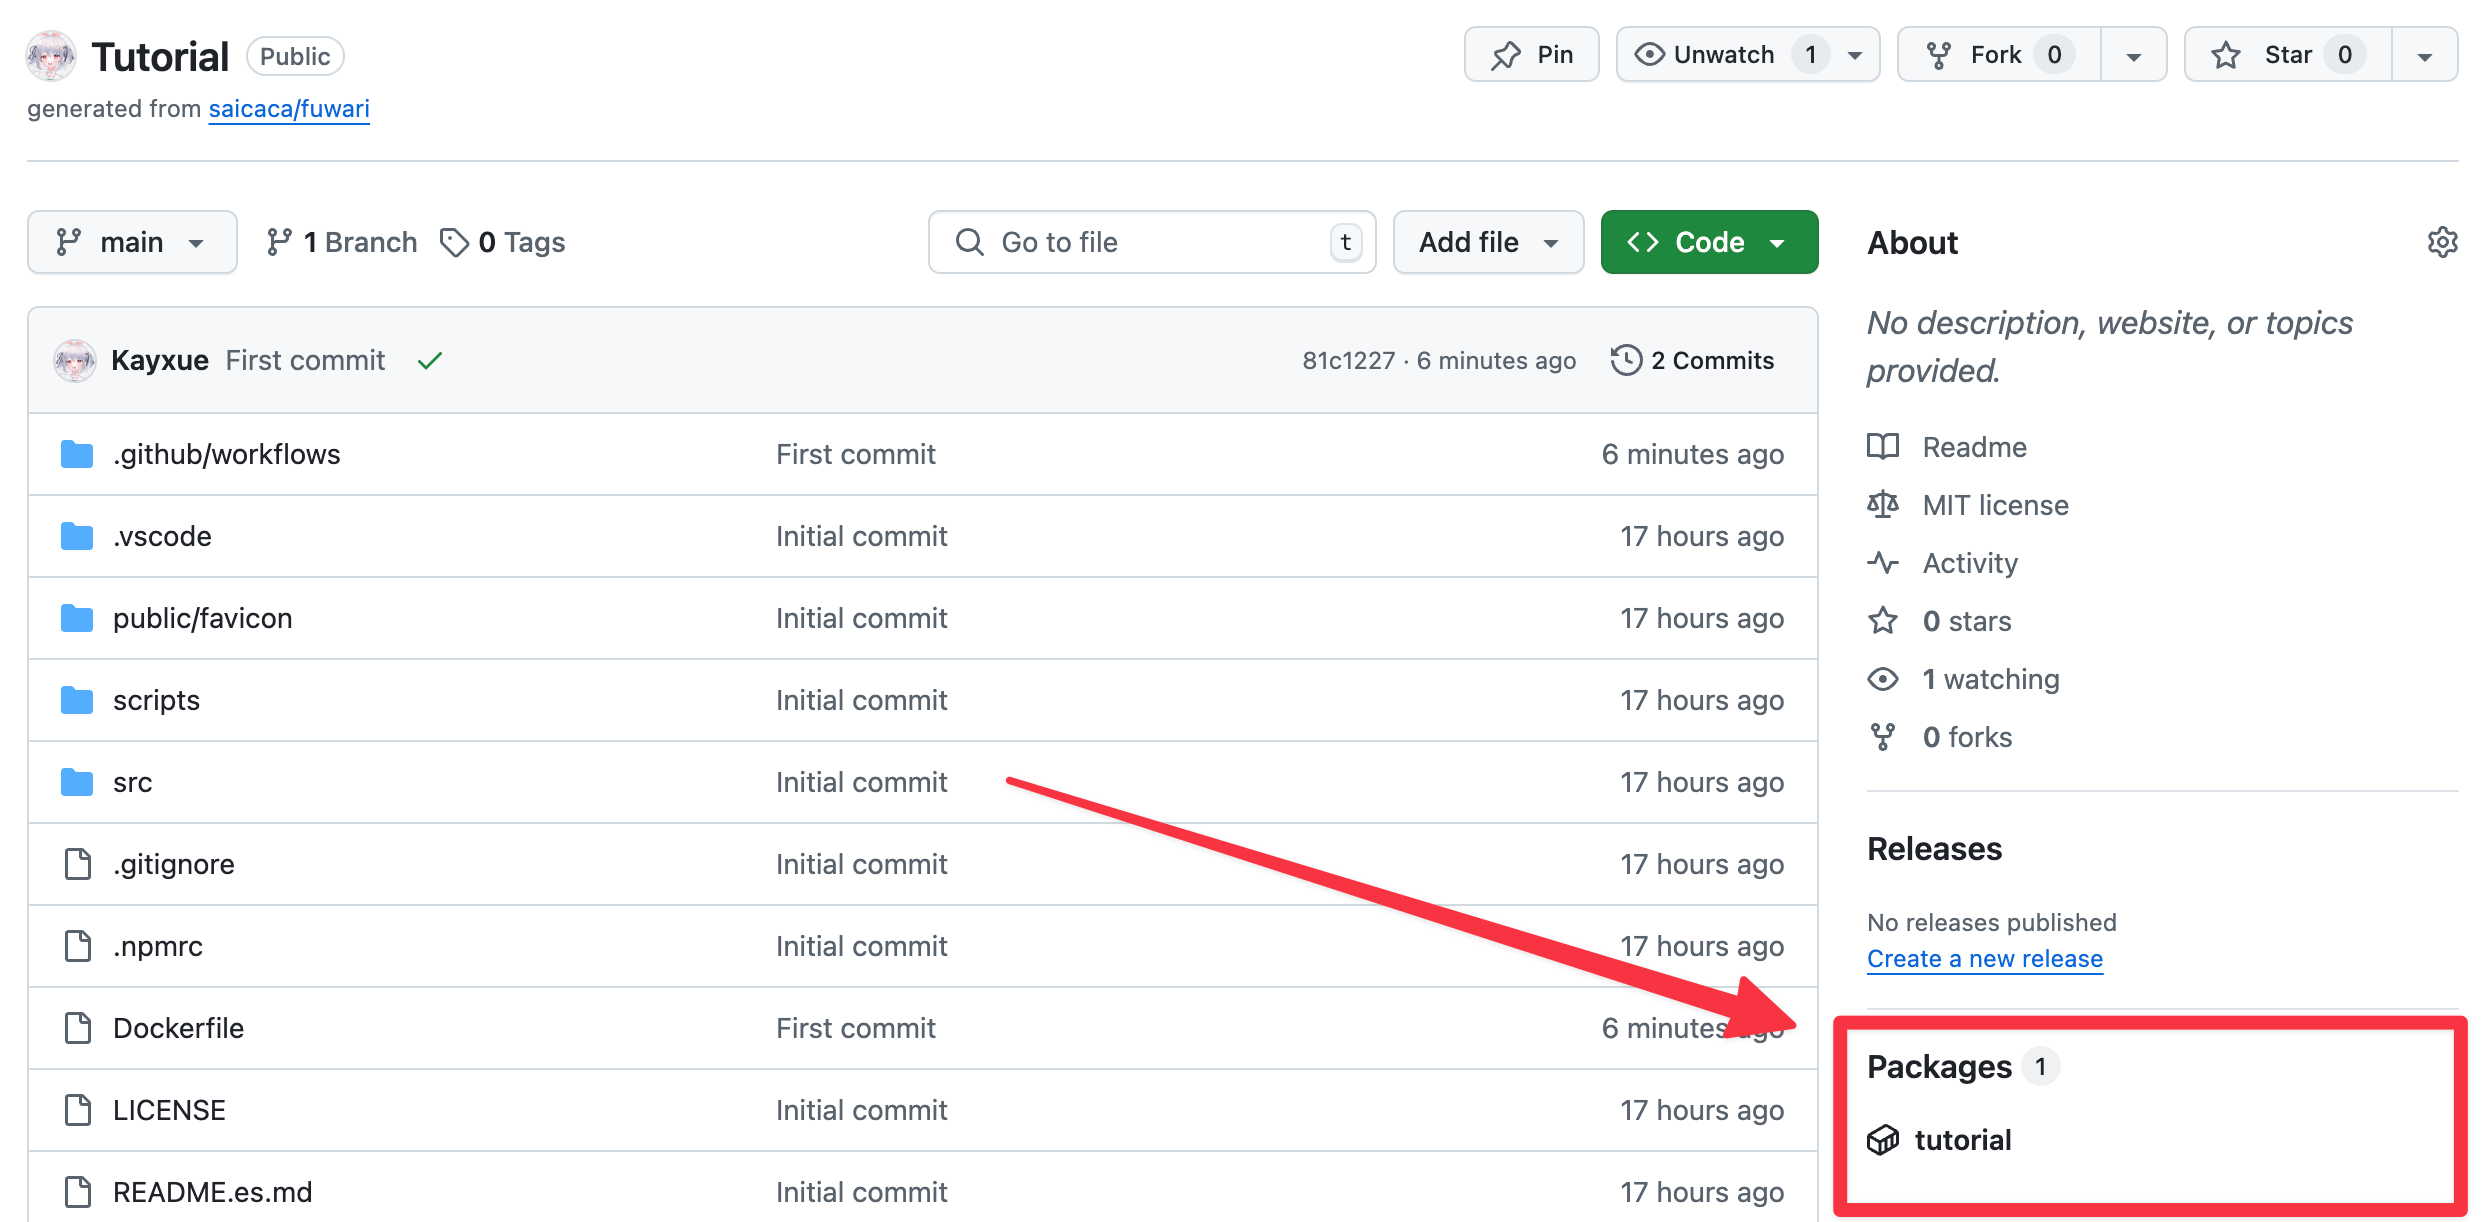 Tutorial Public
Pin
Unwatch 1
Fork 0
Star 0
generated from saicaca/fuwari
main
1 Branch
0 Tags
Go to file t
Add file
Code
Kayxue First commit 81c1227 · 6 minutes ago 2 Commits
.github/workflows First commit 6 minutes ago
.vscode Initial commit 17 hours ago
public/favicon Initial commit 17 hours ago
scripts Initial commit 17 hours ago
src Initial commit 17 hours ago
.gitignore Initial commit 17 hours ago
.npmrc Initial commit 17 hours ago
Dockerfile First commit 6 minutes ago
LICENSE Initial commit 17 hours ago
README.es.md Initial commit 17 hours ago
About
No description, website, or topics
provided.
Readme
MIT license
Activity
0 stars
1 watching
0 forks
Releases
No releases published
Create a new release
Packages 1
tutorial